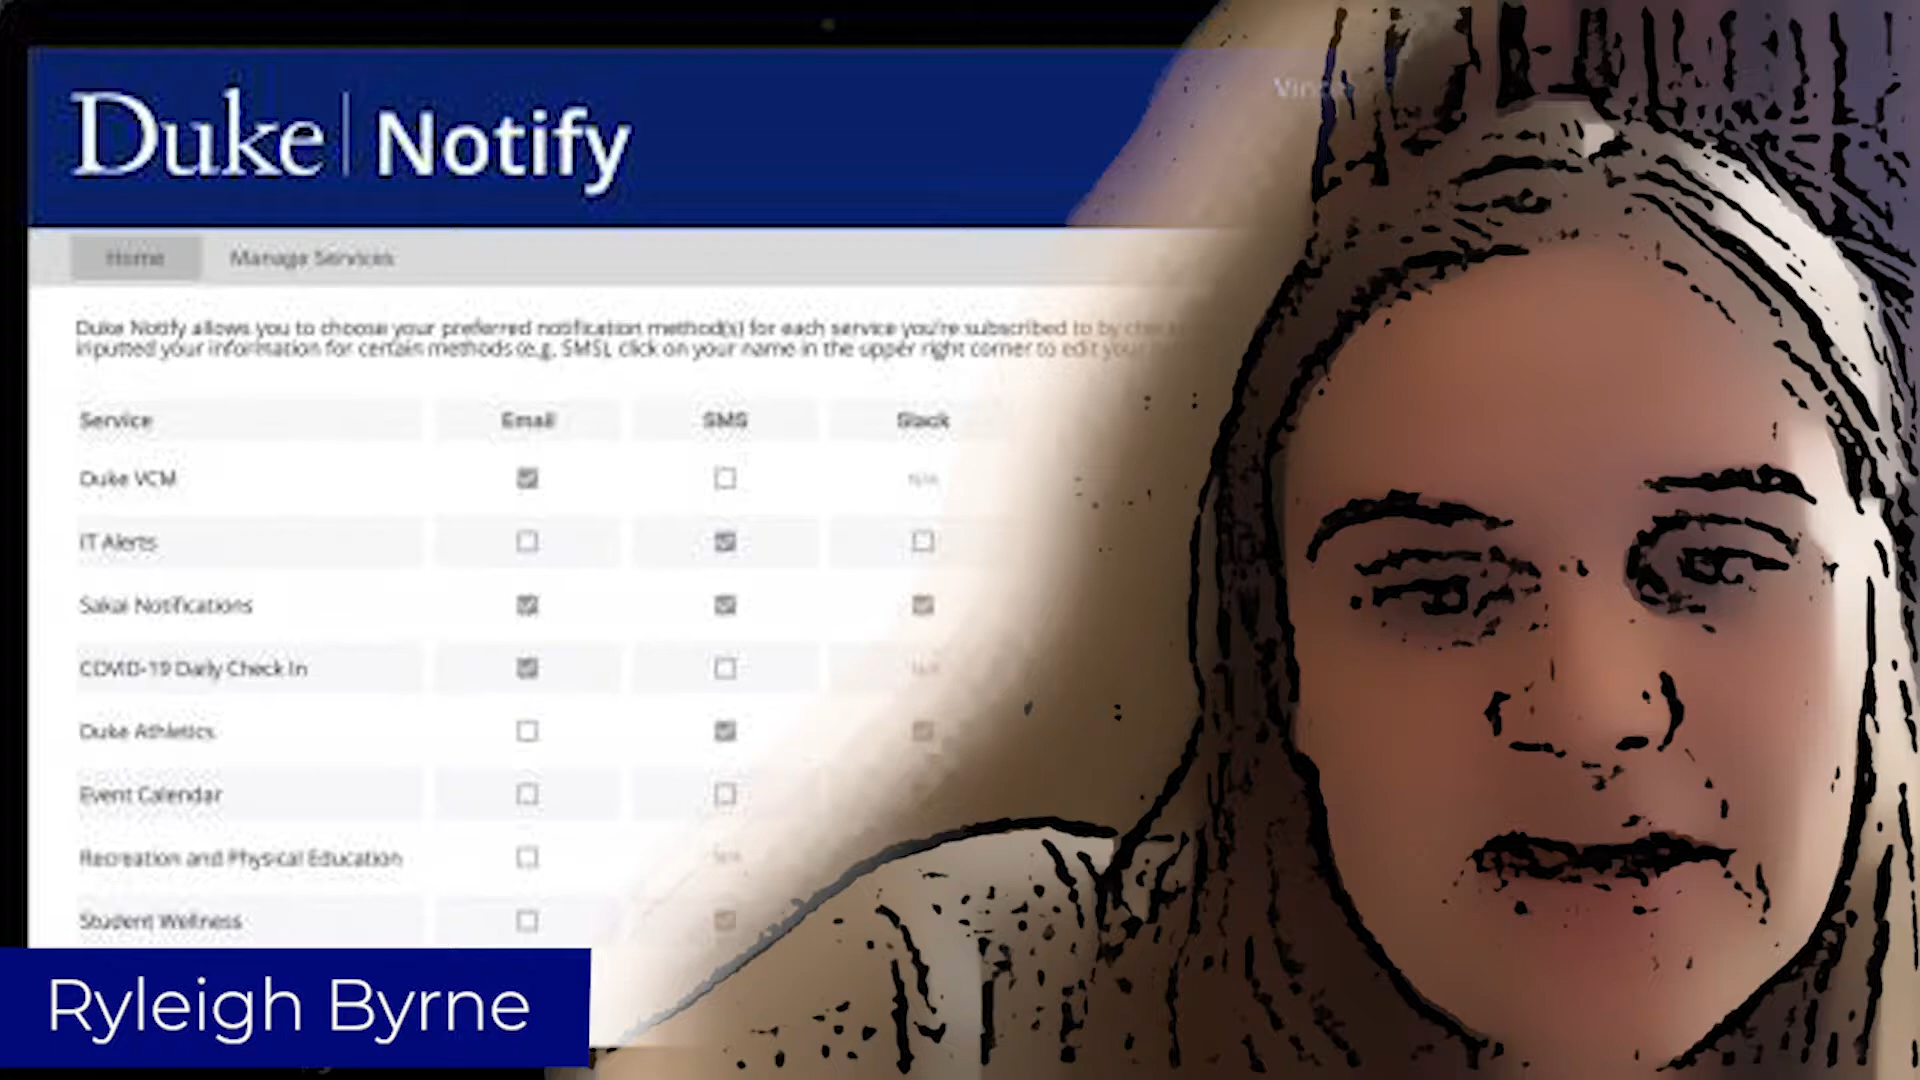 Duke | Notify
Home Manage Services
Duke Notify allows you to choose your preferred notification method(s) for each service you're subscribed to by
inputted your information for certain methods (e.g. SMS), click on your name in the upper right corner to edit your
Service Email SMS Slack
Duke VCM N/A
IT Alerts
Sakai Notifications
COVID-19 Daily Check In N/A
Duke Athletics
Event Calendar
Recreation and Physical Education N/A
Student Wellness
Ryleigh Byrne